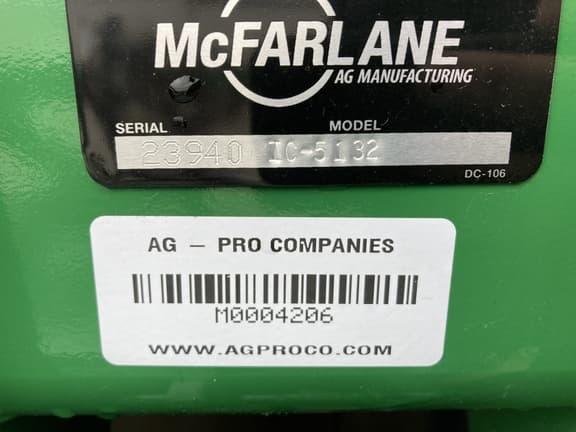 McFARLANE
AG MANUFACTURING
SERIAL MODEL
23940 IC-5132
DC-106
AG — PRO COMPANIES
M0004206
WWW.AGPROCO.COM